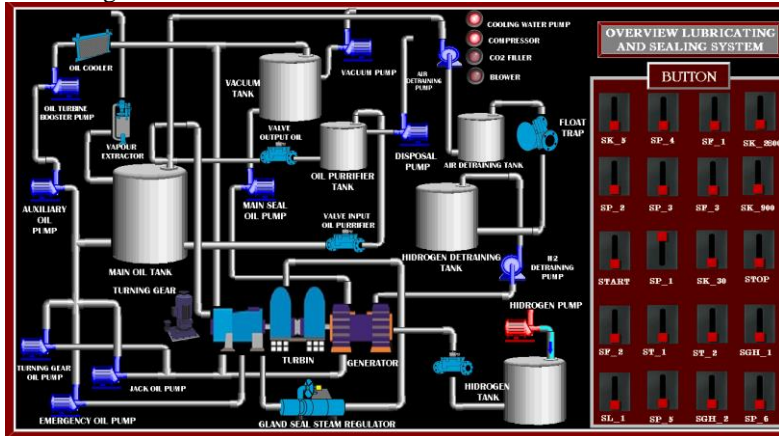 COOLING WATER PUMP
COMPRESSOR
CO2 FILLER
BLOWER
OVERVIEW LUBRICATING
AND SEALING SYSTEM
BUTTON
OIL COOLER
OIL TURBINE
BOOSTER PUMP
VAPOUR
EXTRACTOR
VACUUM
TANK
VACUUM PUMP
AIR
DETRAINING PUMP
VALVE
OUTPUT OIL
OIL PURRIFIER
TANK
DISPOSAL
PUMP
AIR DETRAINING TANK
FLOAT
TRAP
AUXILIARY
OIL
PUMP
MAIN OIL TANK
MAIN SEAL
OIL PUMP
VALVE INPUT
OIL PURRIFIER
HIDROGEN DETRAINING
TANK
H2
DETRAINING
PUMP
TURNING GEAR
TURBIN
GENERATOR
HIDROGEN PUMP
TURNING GEAR
OIL PUMP
JACK OIL PUMP
EMERGENCY OIL PUMP
GLAND SEAL STEAM REGULATOR
HIDROGEN
TANK
SP_4
SF_1
SP_2
SP_3
SF_3
SK_900
START
SP_1
SK_30
STOP
SF_2
ST_1
ST_2
SGH_1
SL_1
SP_5
SGH_2
SP_6